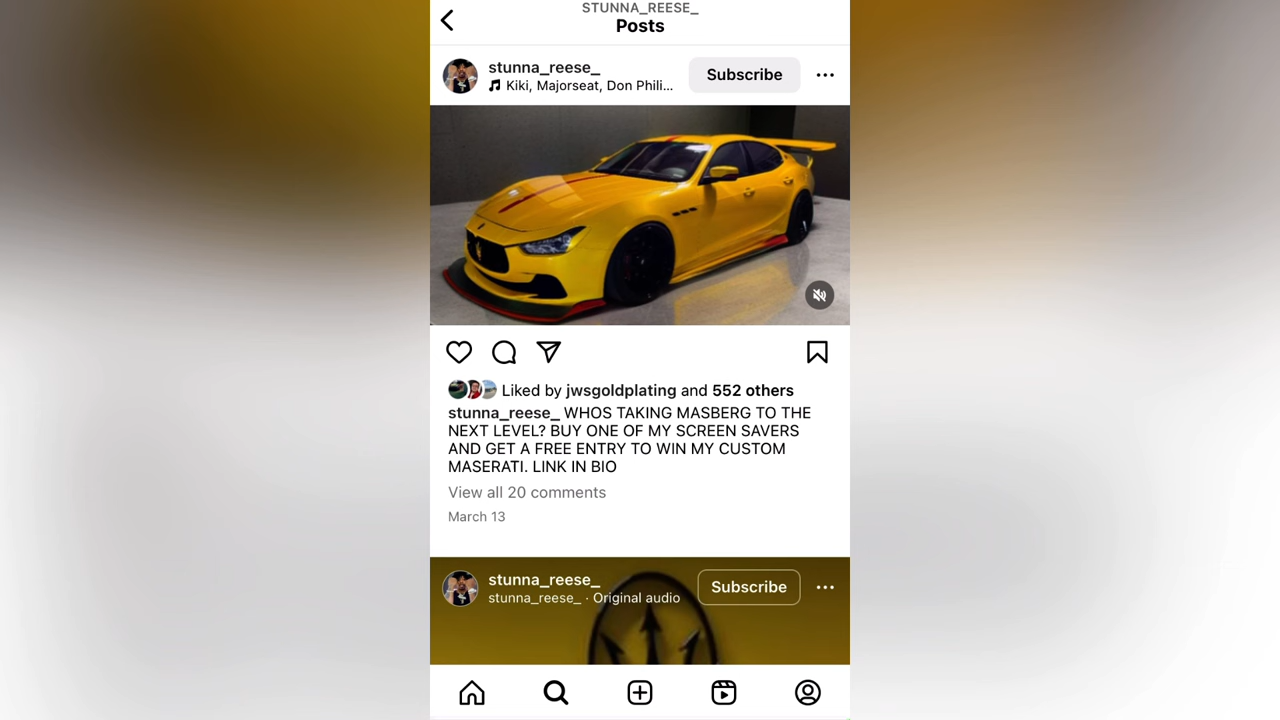 STUNNA_REESE_
Posts
stunna_reese_
Kiki, Majorseat, Don Phili...
Subscribe
Liked by jwsgoldplating and 552 others
stunna_reese_ WHOS TAKING MASBERG TO THE
NEXT LEVEL? BUY ONE OF MY SCREEN SAVERS
AND GET A FREE ENTRY TO WIN MY CUSTOM
MASERATI. LINK IN BIO
View all 20 comments
March 13
stunna_reese_
stunna_reese_ · Original audio
Subscribe